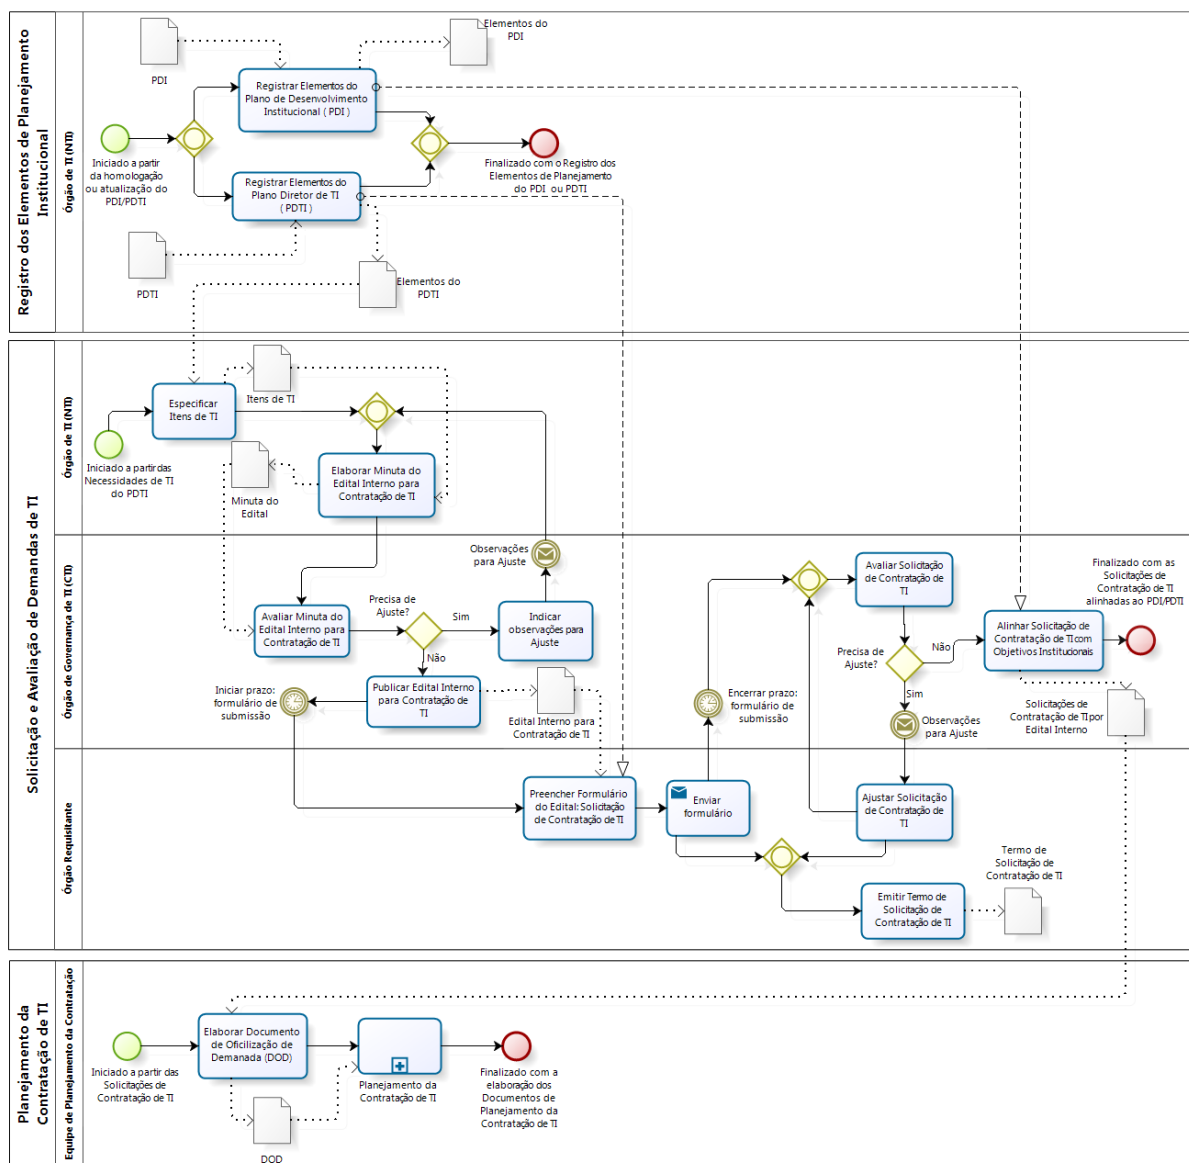 Registro dos Elementos de Planejamento
Institucional
Órgão de TI (NTI)
PDI
Elementos do
PDI
Registrar Elementos do
Plano de Desenvolvimento
Institucional ( PDI )
Iniciado a partir
da homologação
ou atualização do
PDI/PDTI
Finalizado com o Registro dos
Elementos de Planejamento
do PDI ou PDTI
Registrar Elementos do
Plano Diretor de TI
( PDTI )
PDTI
Elementos do
PDTI
Solicitação e Avaliação de Demandas de TI
Órgão de TI (NTI)
Especificar
Itens de TI
Itens de TI
Iniciado a partir das
Necessidades de TI
do PDTI
Elaborar Minuta do
Edital Interno para
Contratação de TI
Minuta do
Edital
Órgão de Governança de TI (CTI)
Observações
para Ajuste
Avaliar Minuta do
Edital Interno para
Contratação de TI
Precisa de
Ajuste?
Sim
Não
Indicar
observações para
Ajuste
Iniciar prazo:
formulário de
submissão
Publicar Edital Interno
para Contratação de
TI
Edital Interno para
Contratação de TI
Encerrar prazo:
formulário de
submissão
Avaliar Solicitação
de Contratação de
TI
Precisa de
Ajuste?
Não
Sim
Observações
para Ajuste
Alinhar Solicitação de
Contratação de TI com
Objetivos Institucionais
Finalizado com as
Solicitações de
Contratação de TI
alinhadas ao PDI/PDTI
Solicitações de
Contratação de TI por
Edital Interno
Órgão Requisitante
Preencher Formulário
do Edital: Solicitação
de Contratação de TI
Enviar
formulário
Ajustar Solicitação
de Contratação de
TI
Emitir Termo de
Solicitação de
Contratação de TI
Termo de
Solicitação de
Contratação de TI
Planejamento da
Contratação de TI
Equipe de Planejamento da Contratação
Iniciado a partir das
Solicitações de
Contratação de TI
Elaborar Documento
de Oficilização de
Demanada (DOD)
DOD
Planejamento da
Contratação de TI
Finalizado com a
elaboração dos
Documentos de
Planejamento da
Contratação de TI